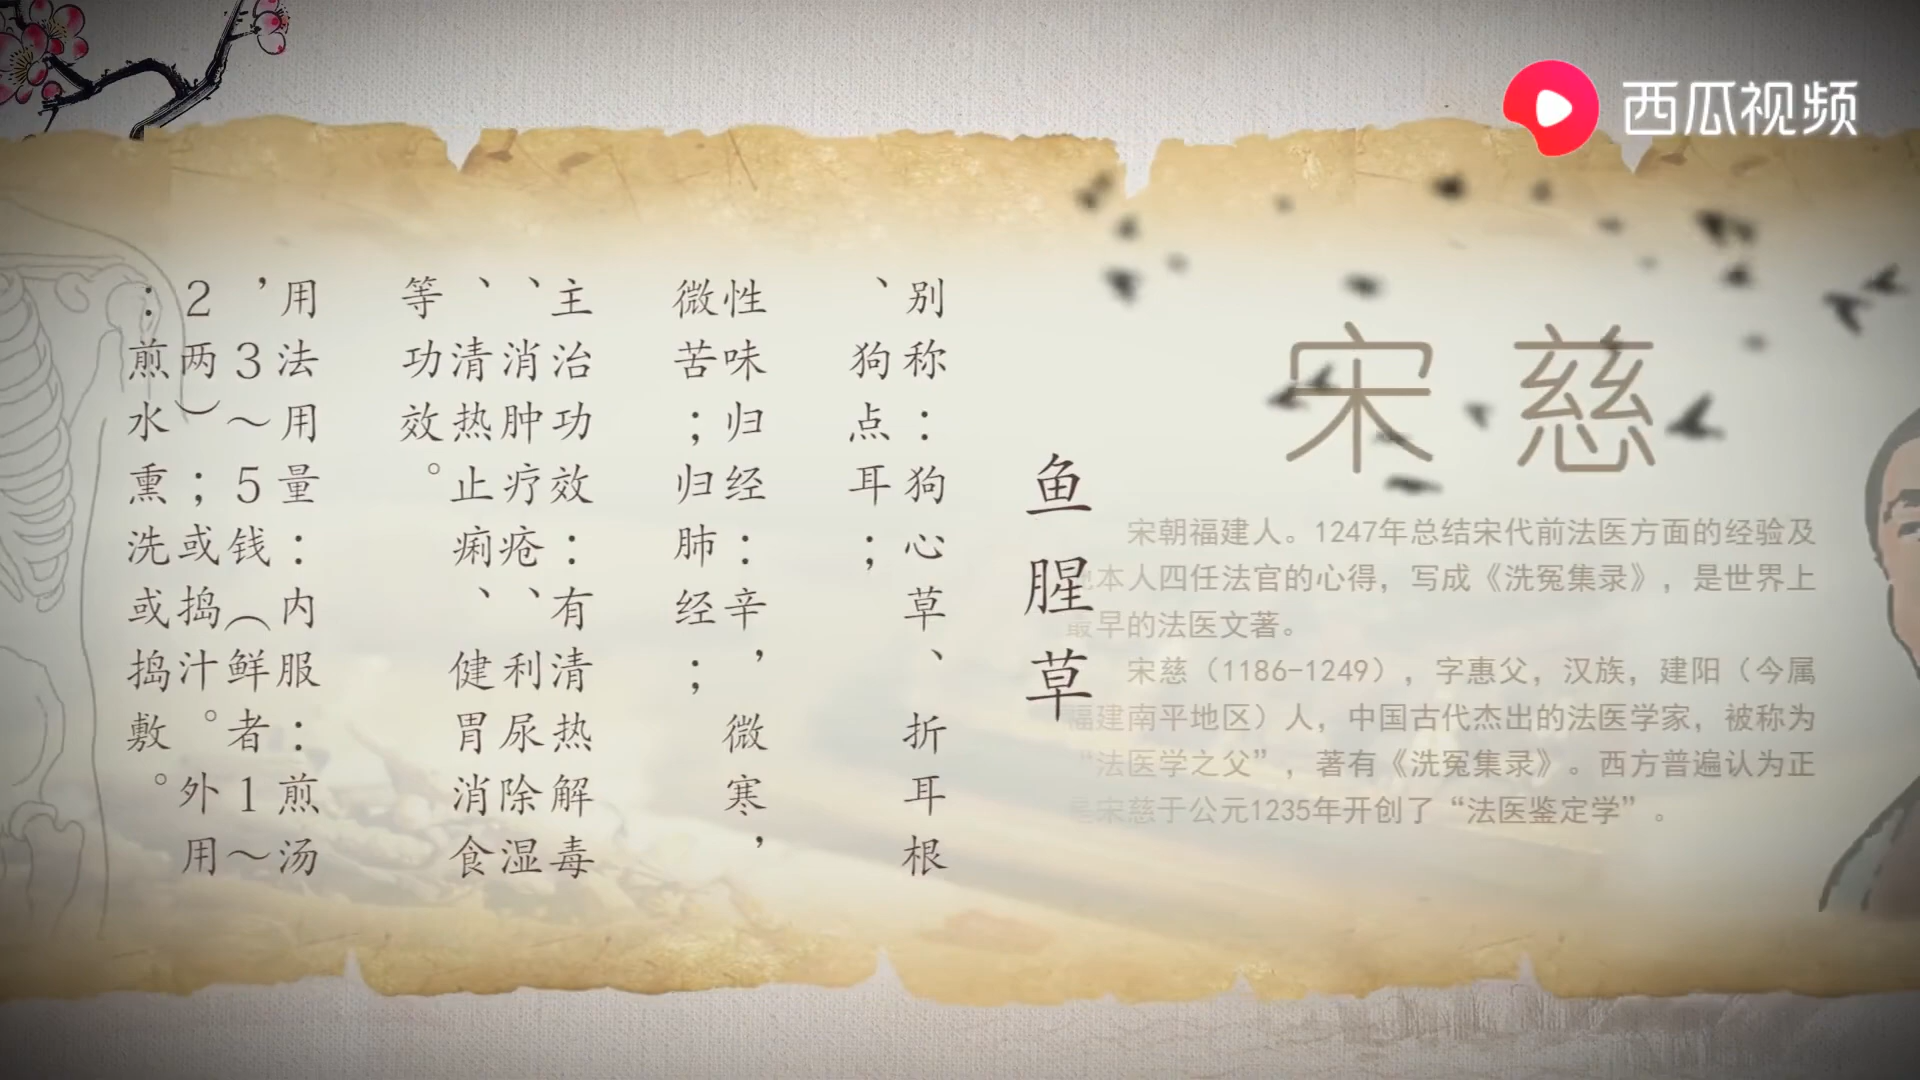 西瓜视频
宋慈
宋朝福建人。1247年总结宋代前法医方面的经验及
他本人四任法官的心得，写成《洗冤集录》，是世界上
最早的法医文著。
宋慈（1186-1249），字惠父，汉族，建阳（今属
福建南平地区）人，中国古代杰出的法医学家，被称为
“法医学之父”，著有《洗冤集录》。西方普遍认为正
是宋慈于公元1235年开创了“法医鉴定学”。
鱼腥草
别称：狗心草、折耳根
、狗点耳；
性味归经：辛，微寒，
微苦；归肺经；
主治功效：有清热解毒
、消肿疗疮、利尿除湿
、清热止痢、健胃消食
等功效。
用法用量：内服：煎汤
，3～5钱（鲜者1～
2两）；或捣汁。外用
：煎水熏洗或捣敷。